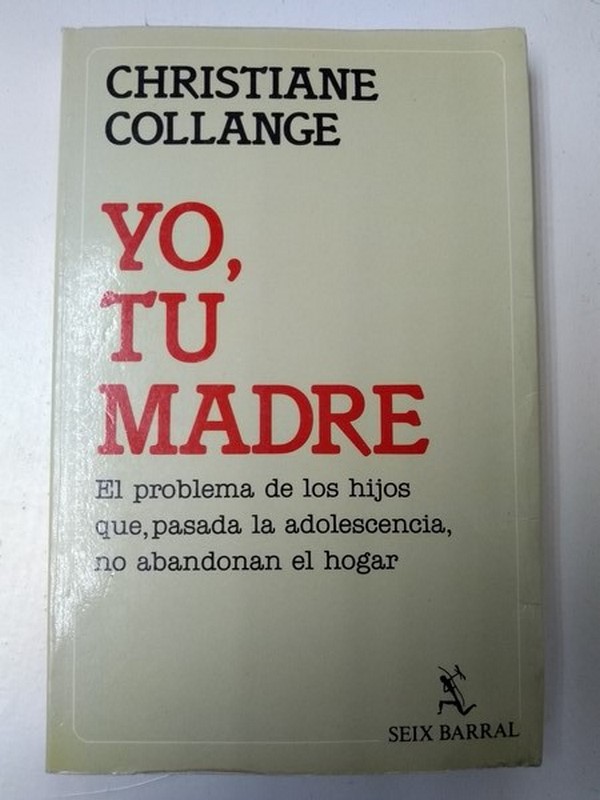 CHRISTIANE
COLLANGE
YO,
TU
MADRE
El problema de los hijos
que, pasada la adolescencia,
no abandonan el hogar
SEIX BARRAL